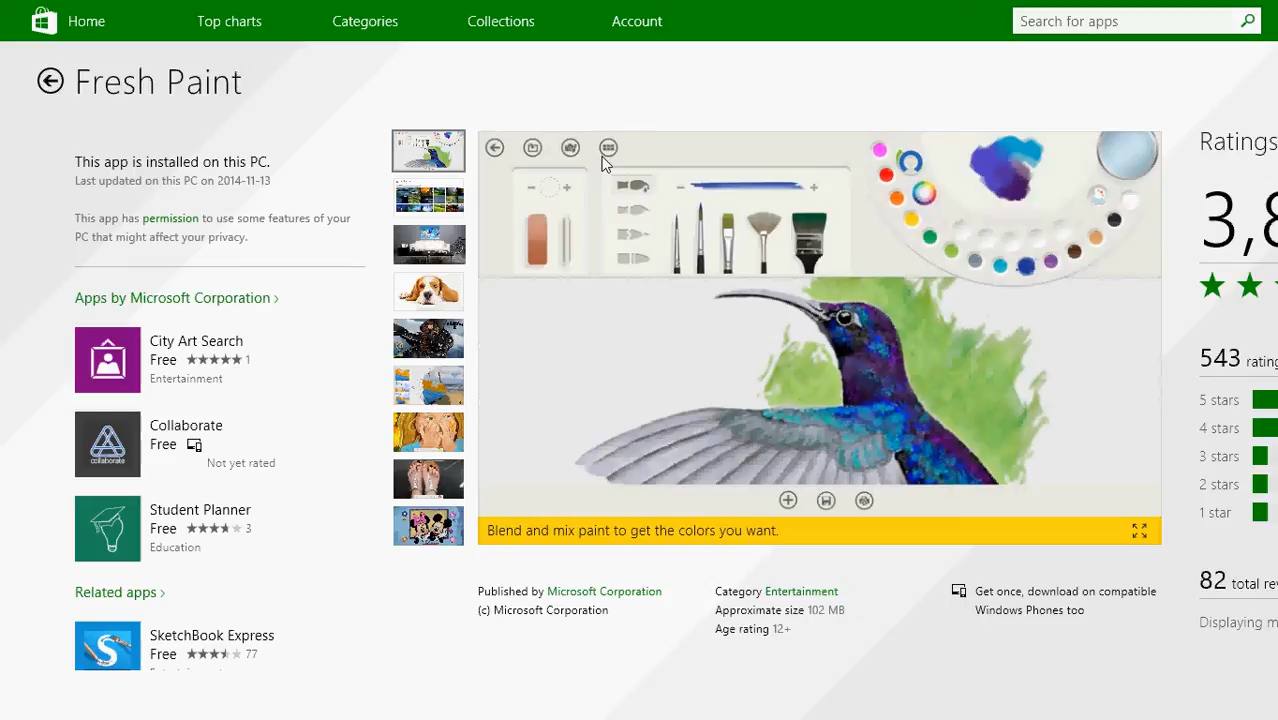 Home
Top charts
Categories
Collections
Account
Search for apps
Fresh Paint
This app is installed on this PC.
Last updated on this PC on 2014-11-13
This app has permission to use some features of your
PC that might affect your privacy.
Apps by Microsoft Corporation ›
City Art Search
Free ★★★★★ 1
Entertainment
collaborate
Collaborate
Free
Not yet rated
Student Planner
Free ★★★★★ 3
Education
Related apps ›
S
SketchBook Express
Free ★★★★★ 77
Blend and mix paint to get the colors you want.
Published by Microsoft Corporation
(c) Microsoft Corporation
Category Entertainment
Approximate size 102 MB
Age rating 12+
Get once, download on compatible
Windows Phones too
Ratings
3,8
543 rating
5 stars
4 stars
3 stars
2 stars
1 star
82 total re
Displaying m